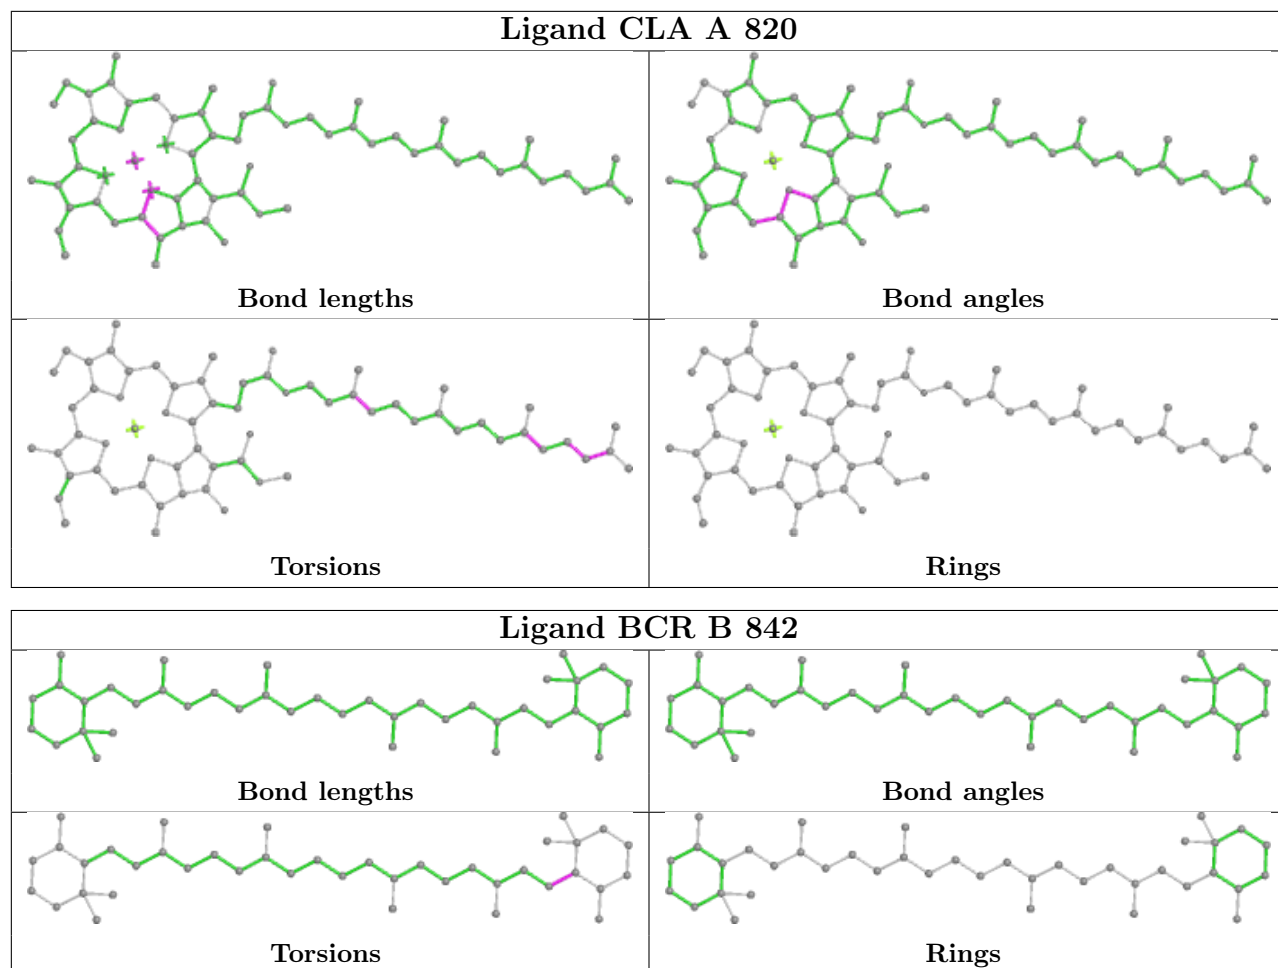 Ligand CLA A 820
Bond lengths
Bond angles
Torsions
Rings
Ligand BCR B 842
Bond lengths
Bond angles
Torsions
Rings